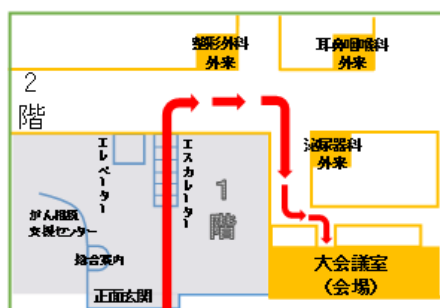 整形外科
外来
耳鼻咽喉科
外来
2
階
泌尿器科
外来
エレベーター
エスカレーター
1
階
がん相談
支援センター
総合案内
正面玄関
大会議室
(会場)